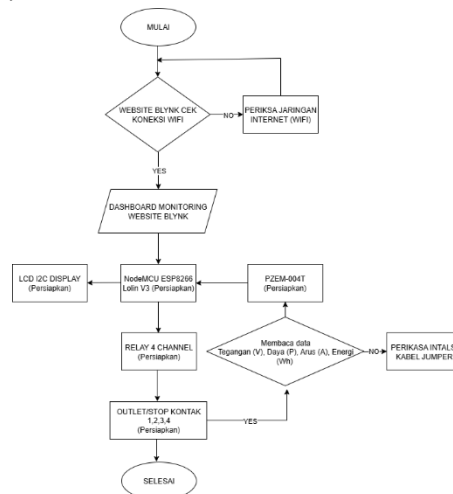 MULAI
WEBSITE BLYNK CEK
KONEKSI WIFI
NO
PERIKSA JARINGAN
INTERNET (WIFI)
YES
DASHBOARD MONITORING
WEBSITE BLYNK
LCD I2C DISPLAY
(Persiapkan)
NodeMCU ESP8266
Lolin V3 (Persiapkan)
PZEM-004T
(Persiapkan)
RELAY 4 CHANNEL
(Persiapkan)
Membaca data
Tegangan (V), Daya (P), Arus (A), Energi
(Wh)
NO
PERIKASA INTALSI
KABEL JUMPER
OUTLET/STOP KONTAK
1,2,3,4
(Persiapkan)
YES
SELESAI